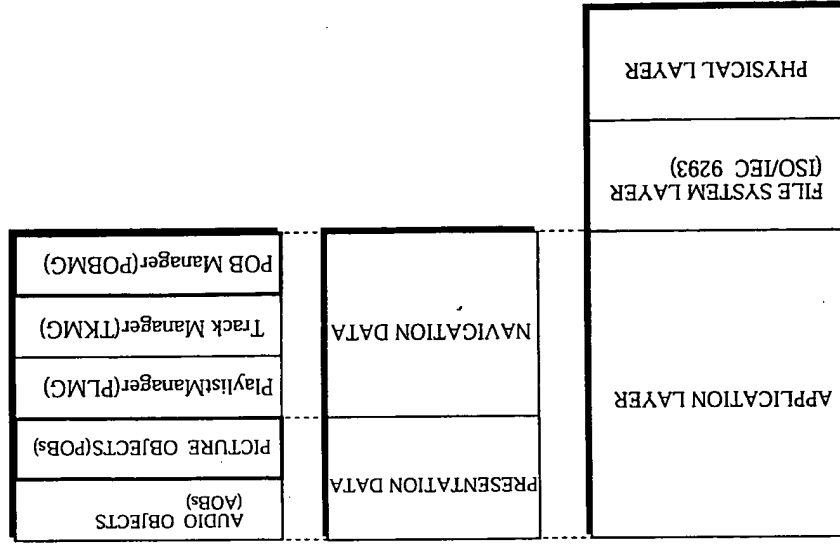 APPLICATION LAYER
FILE SYSTEM LAYER
(ISO/IEC 9293)
PHYSICAL LAYER
PRESENTATION DATA
NAVIGATION DATA
AUDIO OBJECTS
(AOBs)
PICTURE OBJECTS(POBs)
PlaylistManager(PLMG)
Track Manager(TKMG)
POB Manager(POBMG)